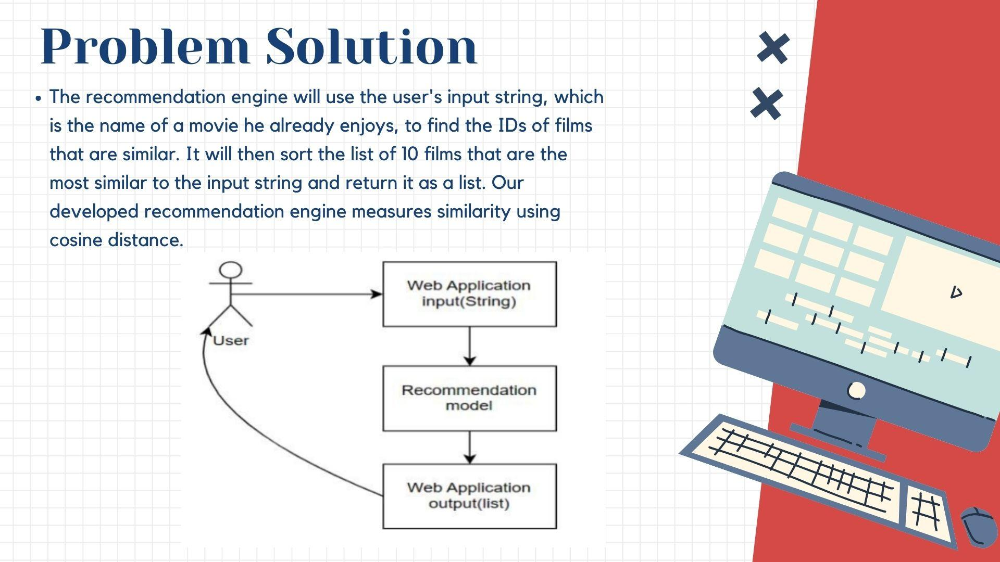 Problem Solution
• The recommendation engine will use the user's input string, which
is the name of a movie he already enjoys, to find the IDs of films
that are similar. It will then sort the list of 10 films that are the
most similar to the input string and return it as a list. Our
developed recommendation engine measures similarity using
cosine distance.
User
Web Application
input(String)
Recommendation
model
Web Application
output(list)